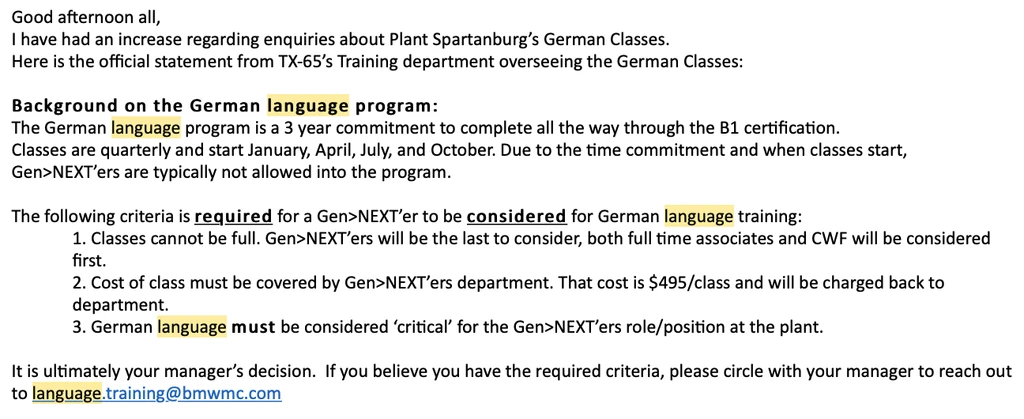 Good afternoon all,
I have had an increase regarding enquiries about Plant Spartanburg's German Classes.
Here is the official statement from TX-65's Training department overseeing the German Classes:
Background on the German language program:
The German language program is a 3 year commitment to complete all the way through the B1 certification.
Classes are quarterly and start January, April, July, and October. Due to the time commitment and when classes start,
Gen>NEXT'ers are typically not allowed into the program.
The following criteria is required for a Gen>NEXT'er to be considered for German language training:
1. Classes cannot be full. Gen>NEXT'ers will be the last to consider, both full time associates and CWF will be considered
first.
2. Cost of class must be covered by Gen>NEXT'ers department. That cost is $495/class and will be charged back to
department.
3. German language must be considered 'critical' for the Gen>NEXT'ers role/position at the plant.
It is ultimately your manager's decision.  If you believe you have the required criteria, please circle with your manager to reach out
to language.training@bmwmc.com